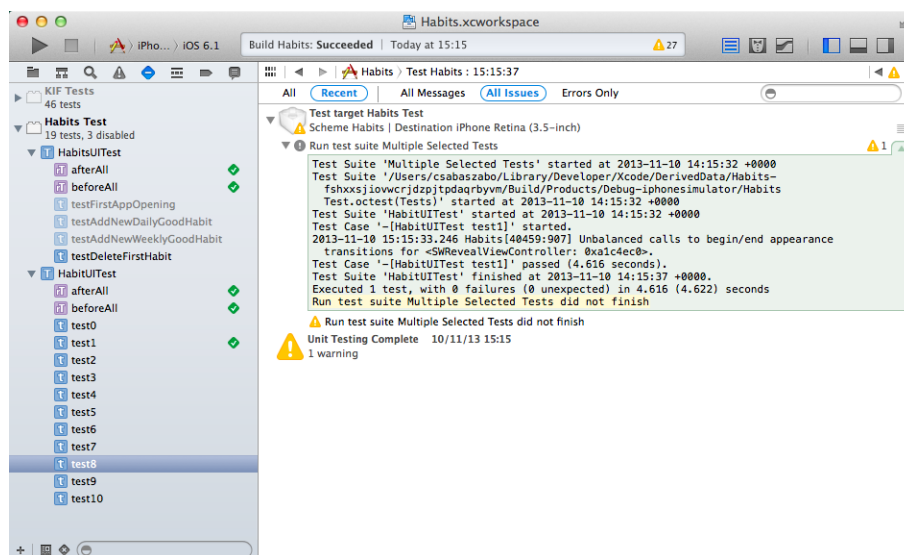 Habits.xcworkspace
iPho... iOS 6.1
Build Habits: Succeeded | Today at 15:15
27
Habits Test Habits : 15:15:37
All Recent All Messages All Issues Errors Only
KIF Tests
46 tests
Habits Test
19 tests, 3 disabled
HabitsUITest
afterAll
beforeAll
testFirstAppOpening
testAddNewDailyGoodHabit
testAddNewWeeklyGoodHabit
testDeleteFirstHabit
HabitUITest
afterAll
beforeAll
test0
test1
test2
test3
test4
test5
test6
test7
test8
test9
test10
Test target Habits Test
Scheme Habits | Destination iPhone Retina (3.5-inch)
Run test suite Multiple Selected Tests
1
Test Suite 'Multiple Selected Tests' started at 2013-11-10 14:15:32 +0000
Test Suite '/Users/csabaszabo/Library/Developer/Xcode/DerivedData/Habits-
fshxxsjiovwcrjdzpjtpdaqrbyvm/Build/Products/Debug-iphonesimulator/Habits
Test.octest(Tests)' started at 2013-11-10 14:15:32 +0000
Test Suite 'HabitUITest' started at 2013-11-10 14:15:32 +0000
Test Case '-[HabitUITest test1]' started.
2013-11-10 15:15:33.246 Habits[40459:907] Unbalanced calls to begin/end appearance
transitions for <SWRevealViewController: 0xa1c4ec0>.
Test Case '-[HabitUITest test1]' passed (4.616 seconds).
Test Suite 'HabitUITest' finished at 2013-11-10 14:15:37 +0000.
Executed 1 test, with 0 failures (0 unexpected) in 4.616 (4.622) seconds
Run test suite Multiple Selected Tests did not finish
Run test suite Multiple Selected Tests did not finish
Unit Testing Complete 10/11/13 15:15
1 warning